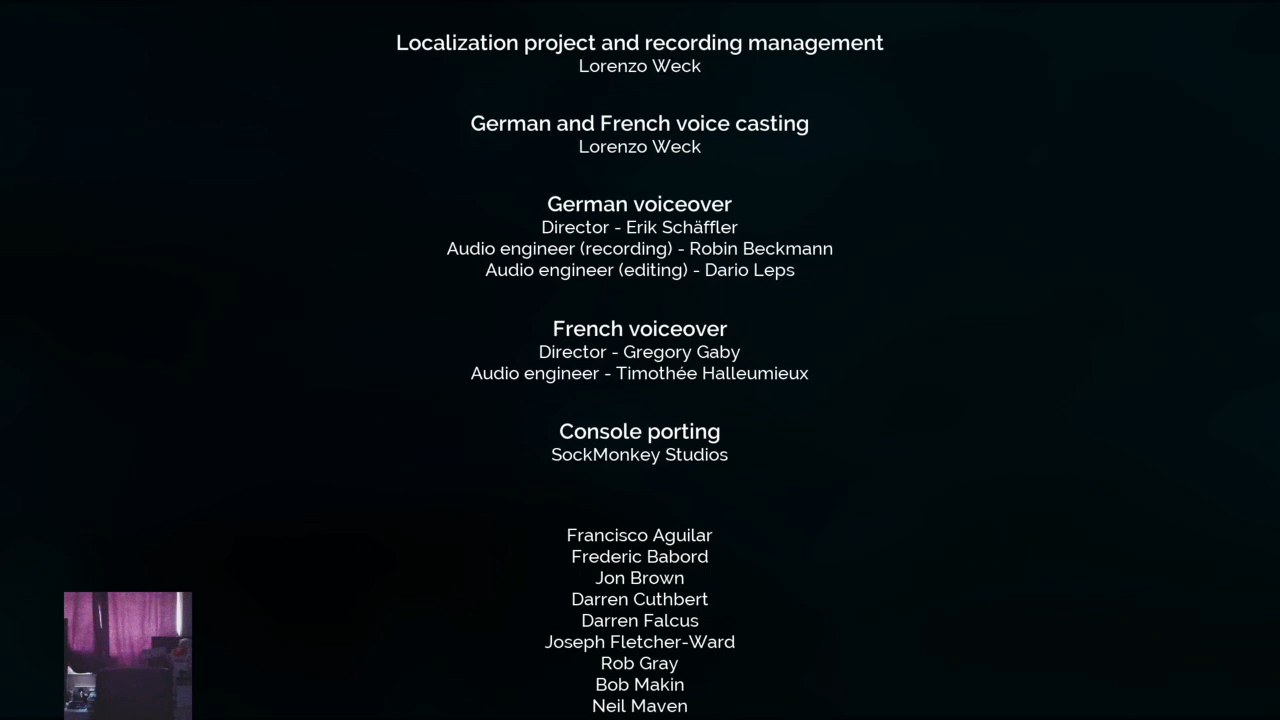 Localization project and recording management
Lorenzo Weck
German and French voice casting
Lorenzo Weck
German voiceover
Director - Erik Schäffler
Audio engineer (recording) - Robin Beckmann
Audio engineer (editing) - Dario Leps
French voiceover
Director - Gregory Gaby
Audio engineer - Timothée Halleumieux
Console porting
SockMonkey Studios
Francisco Aguilar
Frederic Babord
Jon Brown
Darren Cuthbert
Darren Falcus
Joseph Fletcher-Ward
Rob Gray
Bob Makin
Neil Maven